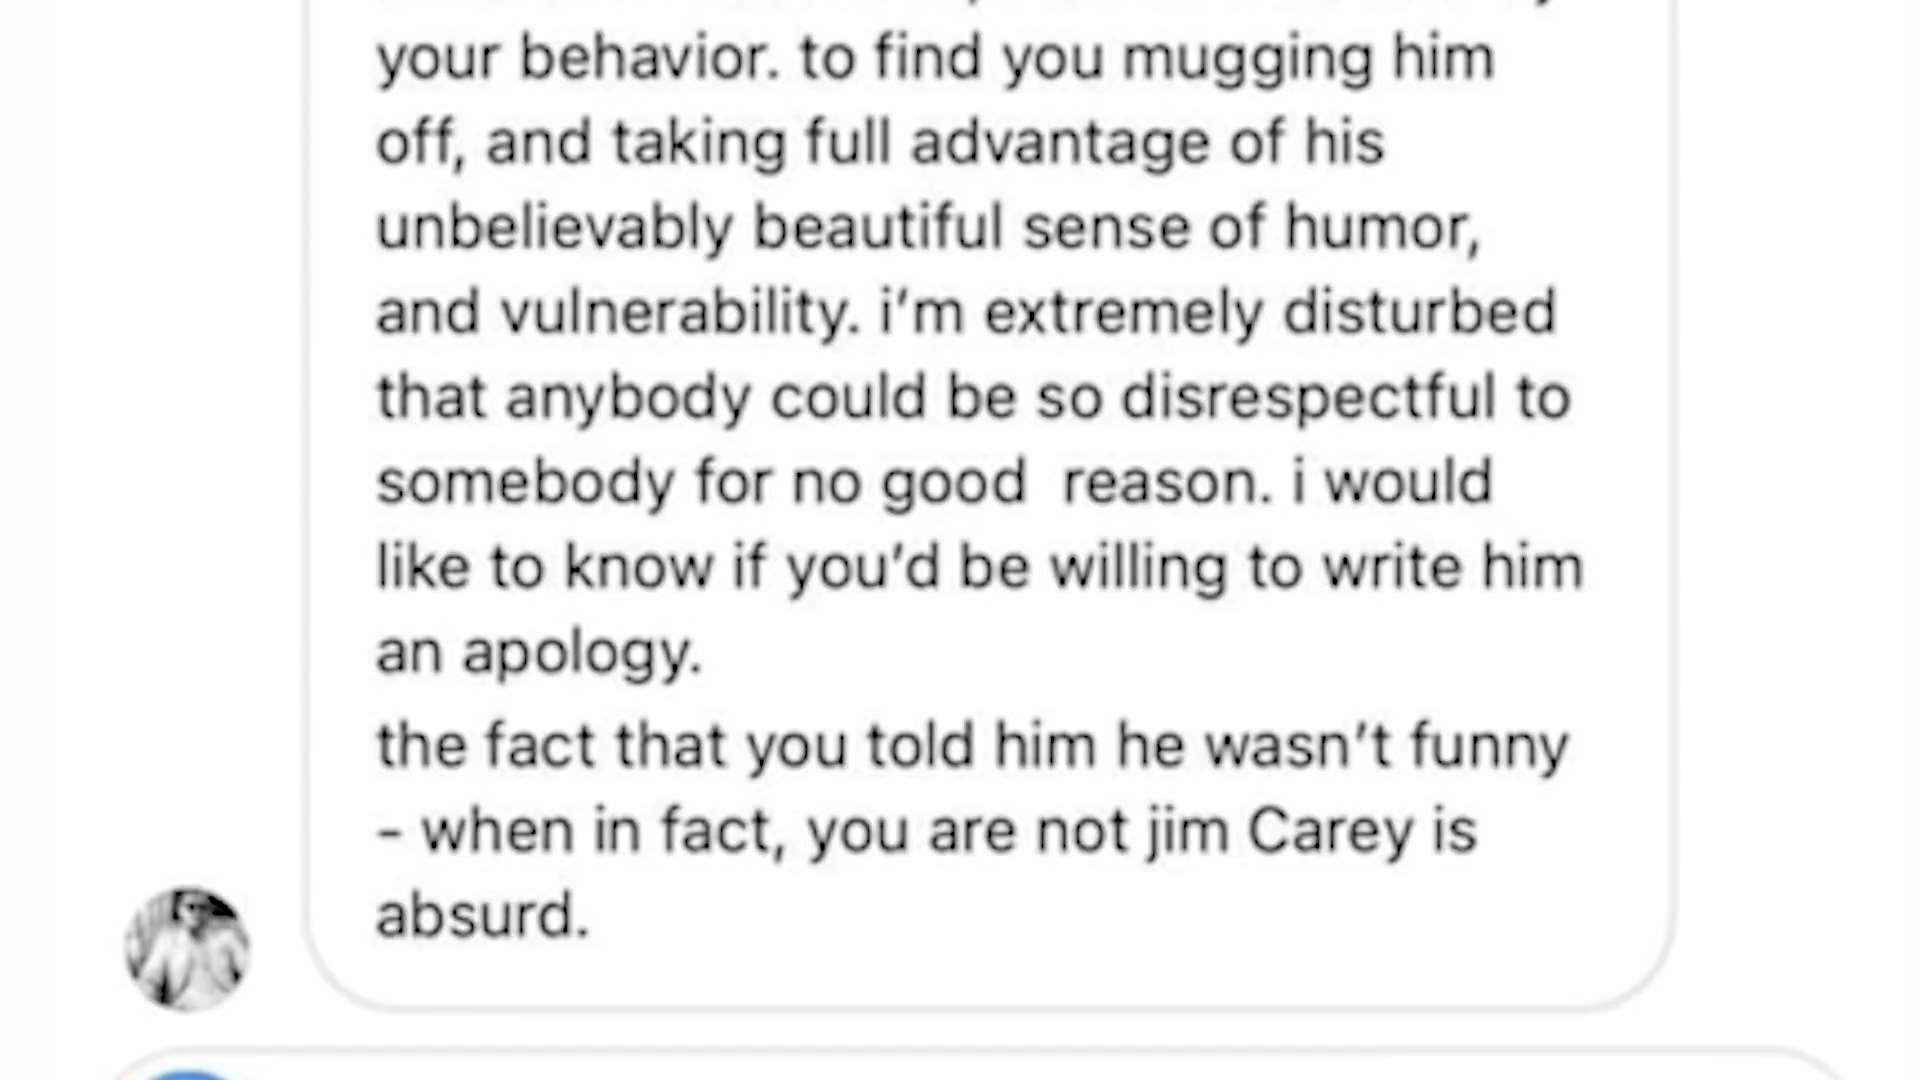 your behavior. to find you mugging him
off, and taking full advantage of his
unbelievably beautiful sense of humor,
and vulnerability. i’m extremely disturbed
that anybody could be so disrespectful to
somebody for no good  reason. i would
like to know if you’d be willing to write him
an apology.
the fact that you told him he wasn’t funny
- when in fact, you are not jim Carey is
absurd.